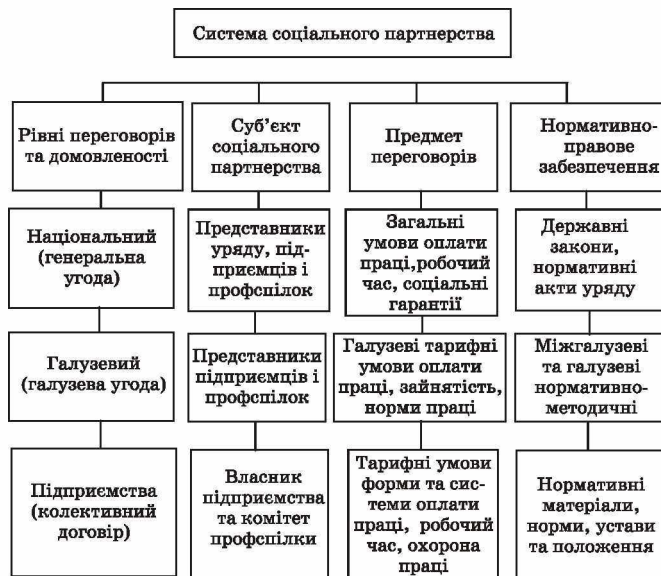 Система соціального партнерства
Рівні переговорів
та домовленості
Суб’єкт
соціального
партнерства
Предмет
переговорів
Нормативно-
правове
забезпечення
Національний
(генеральна
угода)
Представники
уряду, під-
приємців і
профспілок
Загальні
умови оплати
праці,робочий
час, соціальні
гарантії
Державні
закони,
нормативні
акти уряду
Галузевий
(галузева угода)
Представники
підприємців і
профспілок
Галузеві тарифні
умови оплати
праці, зайнятість,
норми праці
Міжгалузеві
та галузеві
нормативно-
методичні
Підприємства
(колективний
договір)
Власник
підприємства
та комітет
профспілки
Тарифні умови
форми та сис-
теми оплати
праці, робочий
час, охорона
праці
Нормативні
матеріали,
норми, устави
та положення